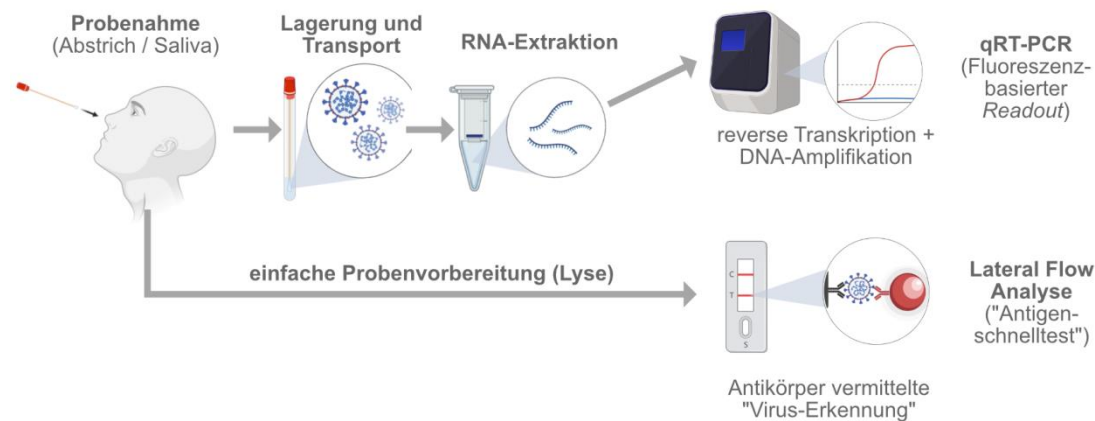 Probenahme
(Abstrich / Saliva)
Lagerung und
Transport
RNA-Extraktion
reverse Transkription +
DNA-Amplifikation
qRT-PCR
(Fluoreszenz-
basierter
Readout)
einfache Probenvorbereitung (Lyse)
C
T
S
Antikörper vermittelte
"Virus-Erkennung"
Lateral Flow
Analyse
("Antigen-
schnelltest")